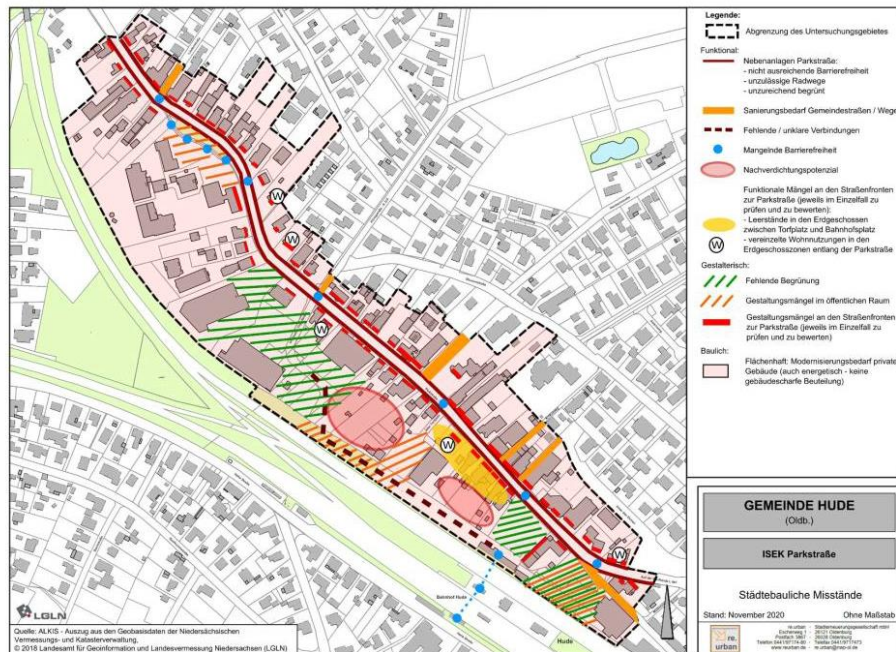 Legende:
Abgrenzung des Untersuchungsgebietes
Funktional:
Nebenanlagen Parkstraße:
- nicht ausreichende Barrierefreiheit
- unzulässige Radwege
- unzureichend begrünt
Sanierungsbedarf Gemeindestraßen / Wege
Fehlende / unklare Verbindungen
Mangelnde Barrierefreiheit
Nachverdichtungspotenzial
Funktionale Mängel an den Straßenfronten
zur Parkstraße (jeweils im Einzelfall zu
prüfen und zu bewerten):
- Leerstände in den Erdgeschossen
zwischen Torfplatz und Bahnhofsplatz
- vereinzelte Wohnnutzungen in den
Erdgeschosszonen entlang der Parkstraße
W
Gestalterisch:
Fehlende Begrünung
Gestaltungsmängel im öffentlichen Raum
Gestaltungsmängel an den Straßenfronten
zur Parkstraße (jeweils im Einzelfall zu
prüfen und zu bewerten)
Baulich:
Flächenhaft: Modernisierungsbedarf private
Gebäude (auch energetisch - keine
gebäudescharfe Beuteilung)
W
W
W
W
W
Bahnhof Hude
Hude
LGLN
Quelle: ALKIS - Auszug aus den Geobasisdaten der Niedersächsischen
Vermessungs- und Katasterverwaltung,
© 2018 Landesamt für Geoinformation und Landesvermessung Niedersachsen (LGLN)
GEMEINDE HUDE
(Oldb.)
ISEK Parkstraße
Städtebauliche Misstände
Stand: November 2020 Ohne Maßstab
re.
urban